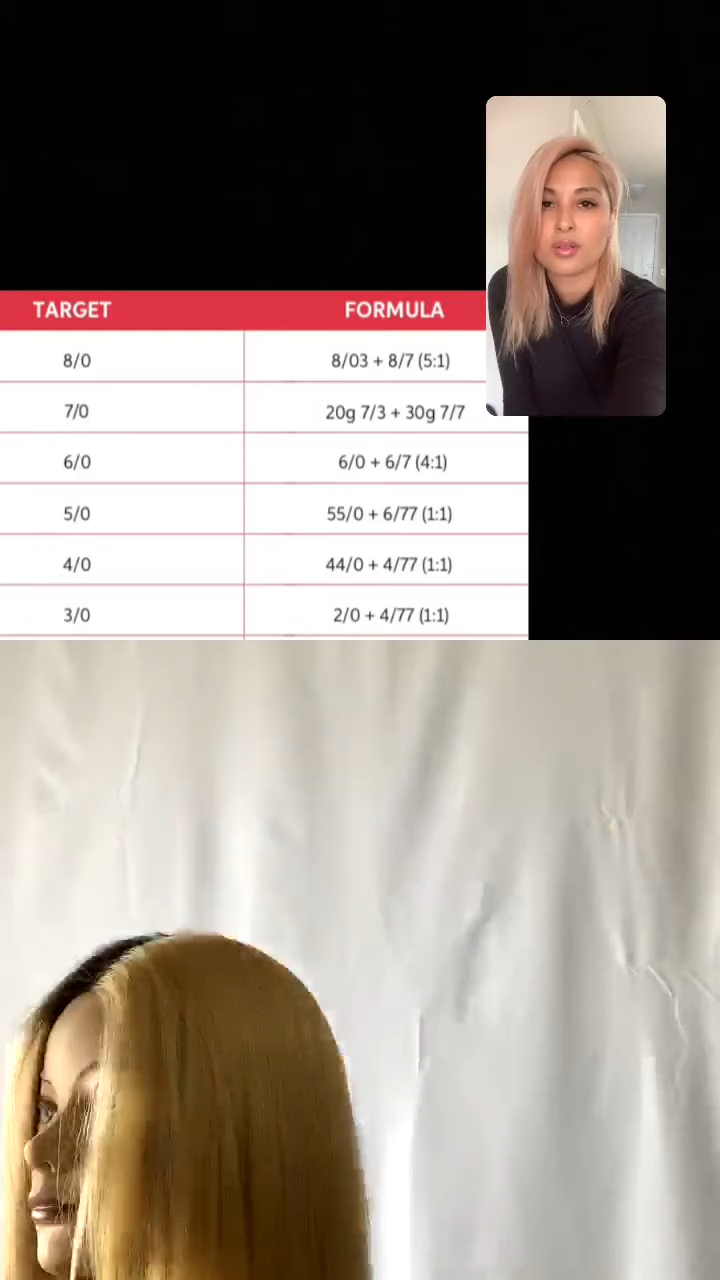 TARGET FORMULA
8/0 8/03 + 8/7 (5:1)
7/0 20g 7/3 + 30g 7/7
6/0 6/0 + 6/7 (4:1)
5/0 55/0 + 6/77 (1:1)
4/0 44/0 + 4/77 (1:1)
3/0 2/0 + 4/77 (1:1)